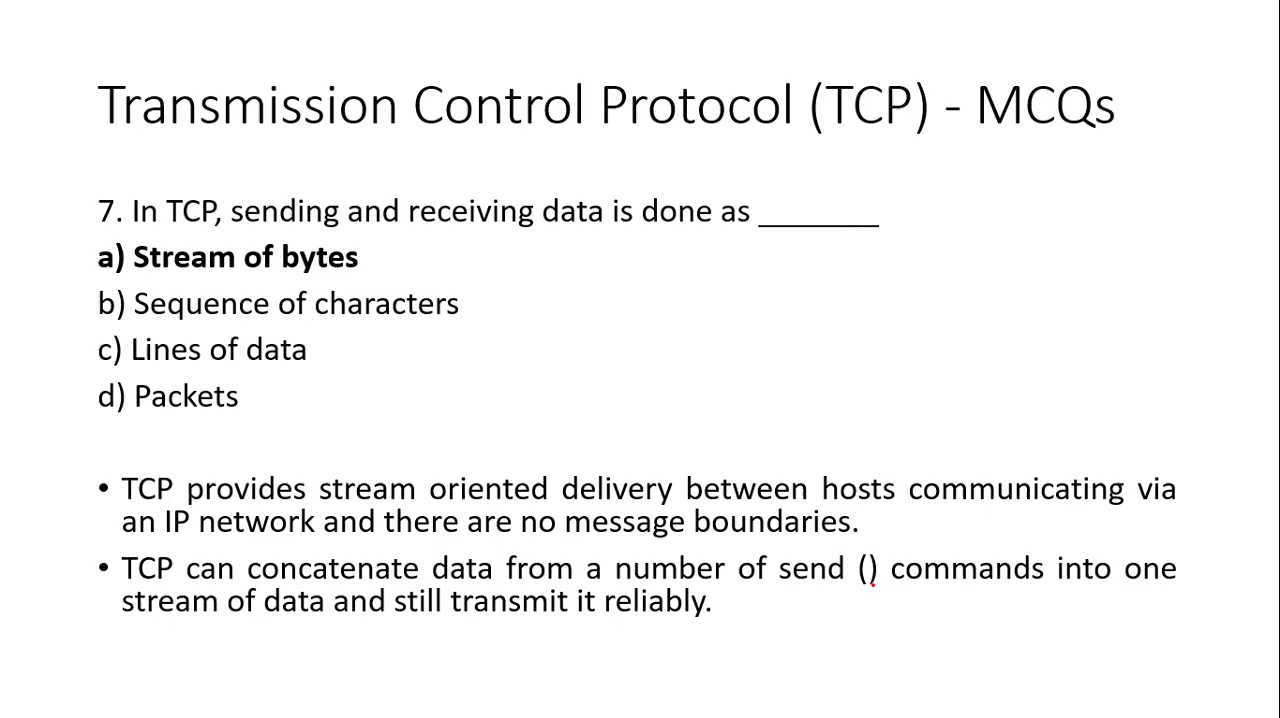 Transmission Control Protocol (TCP) - MCQs
7. In TCP, sending and receiving data is done as _______
a) Stream of bytes
b) Sequence of characters
c) Lines of data
d) Packets
• TCP provides stream oriented delivery between hosts communicating via
an IP network and there are no message boundaries.
• TCP can concatenate data from a number of send () commands into one
stream of data and still transmit it reliably.